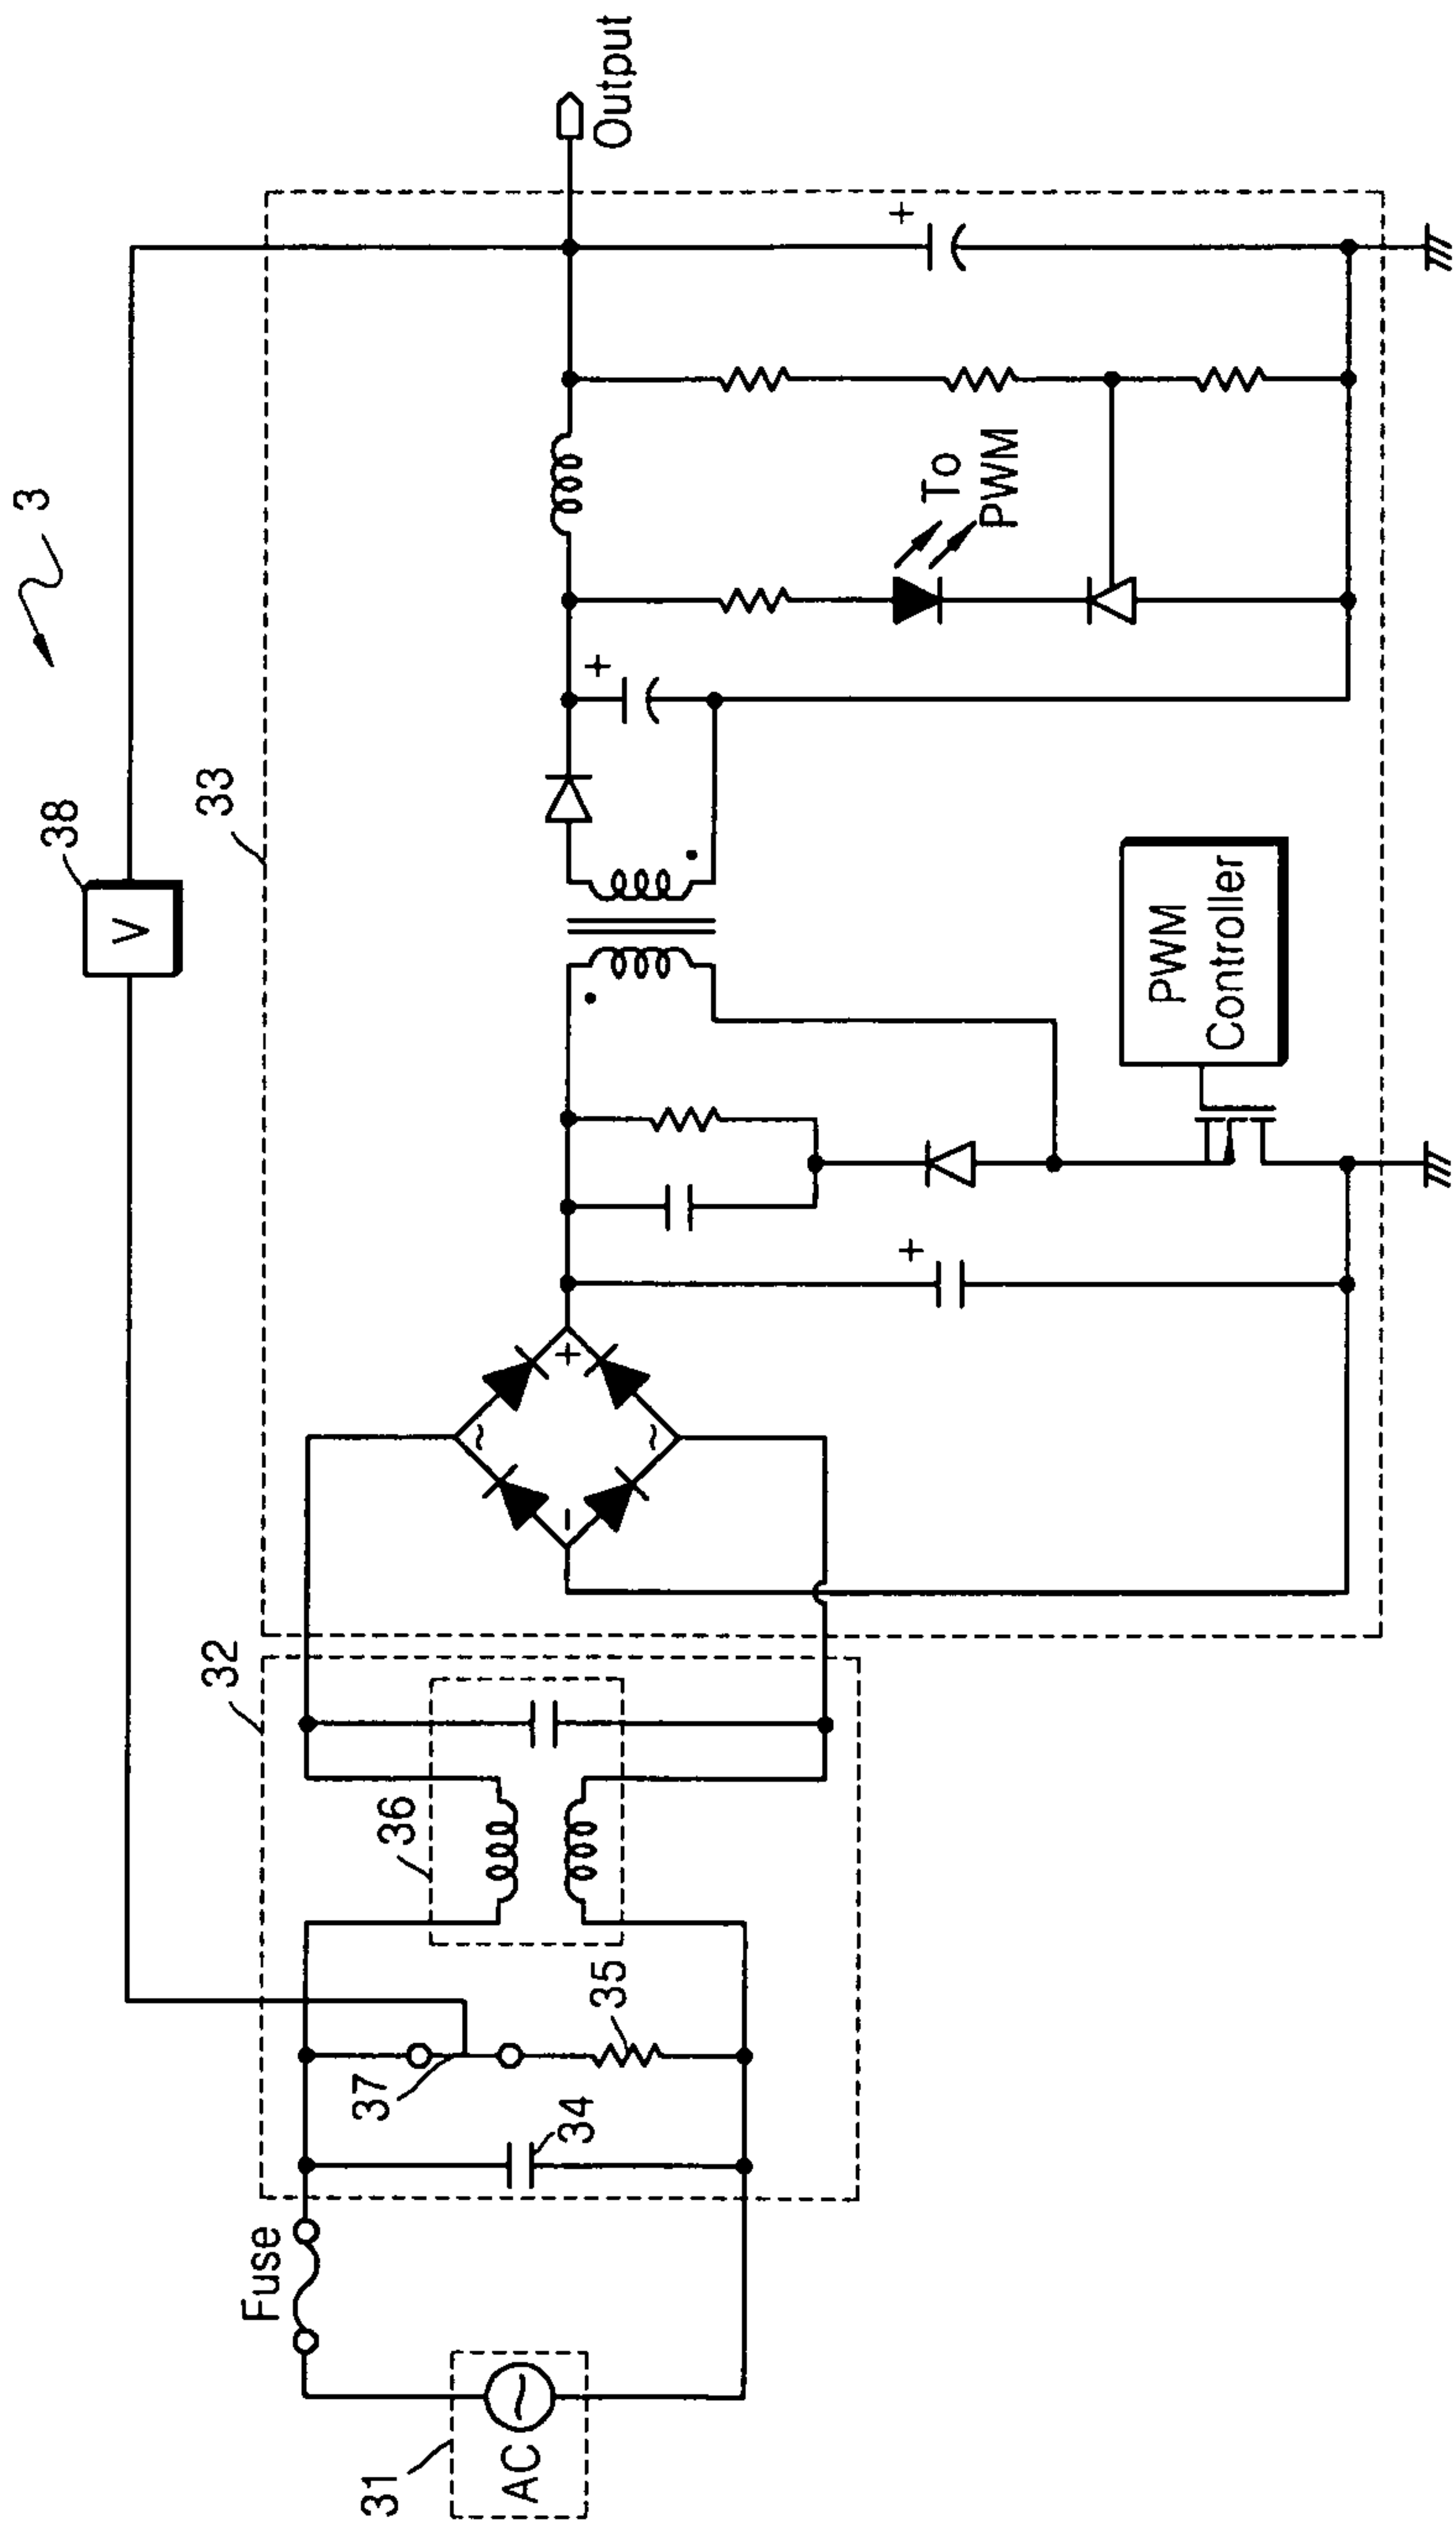 3
38
V
33
32
36
37
35
34
Fuse
31
AC
~
~
+
−
+
+
+
To
PWM
PWM
Controller
Output